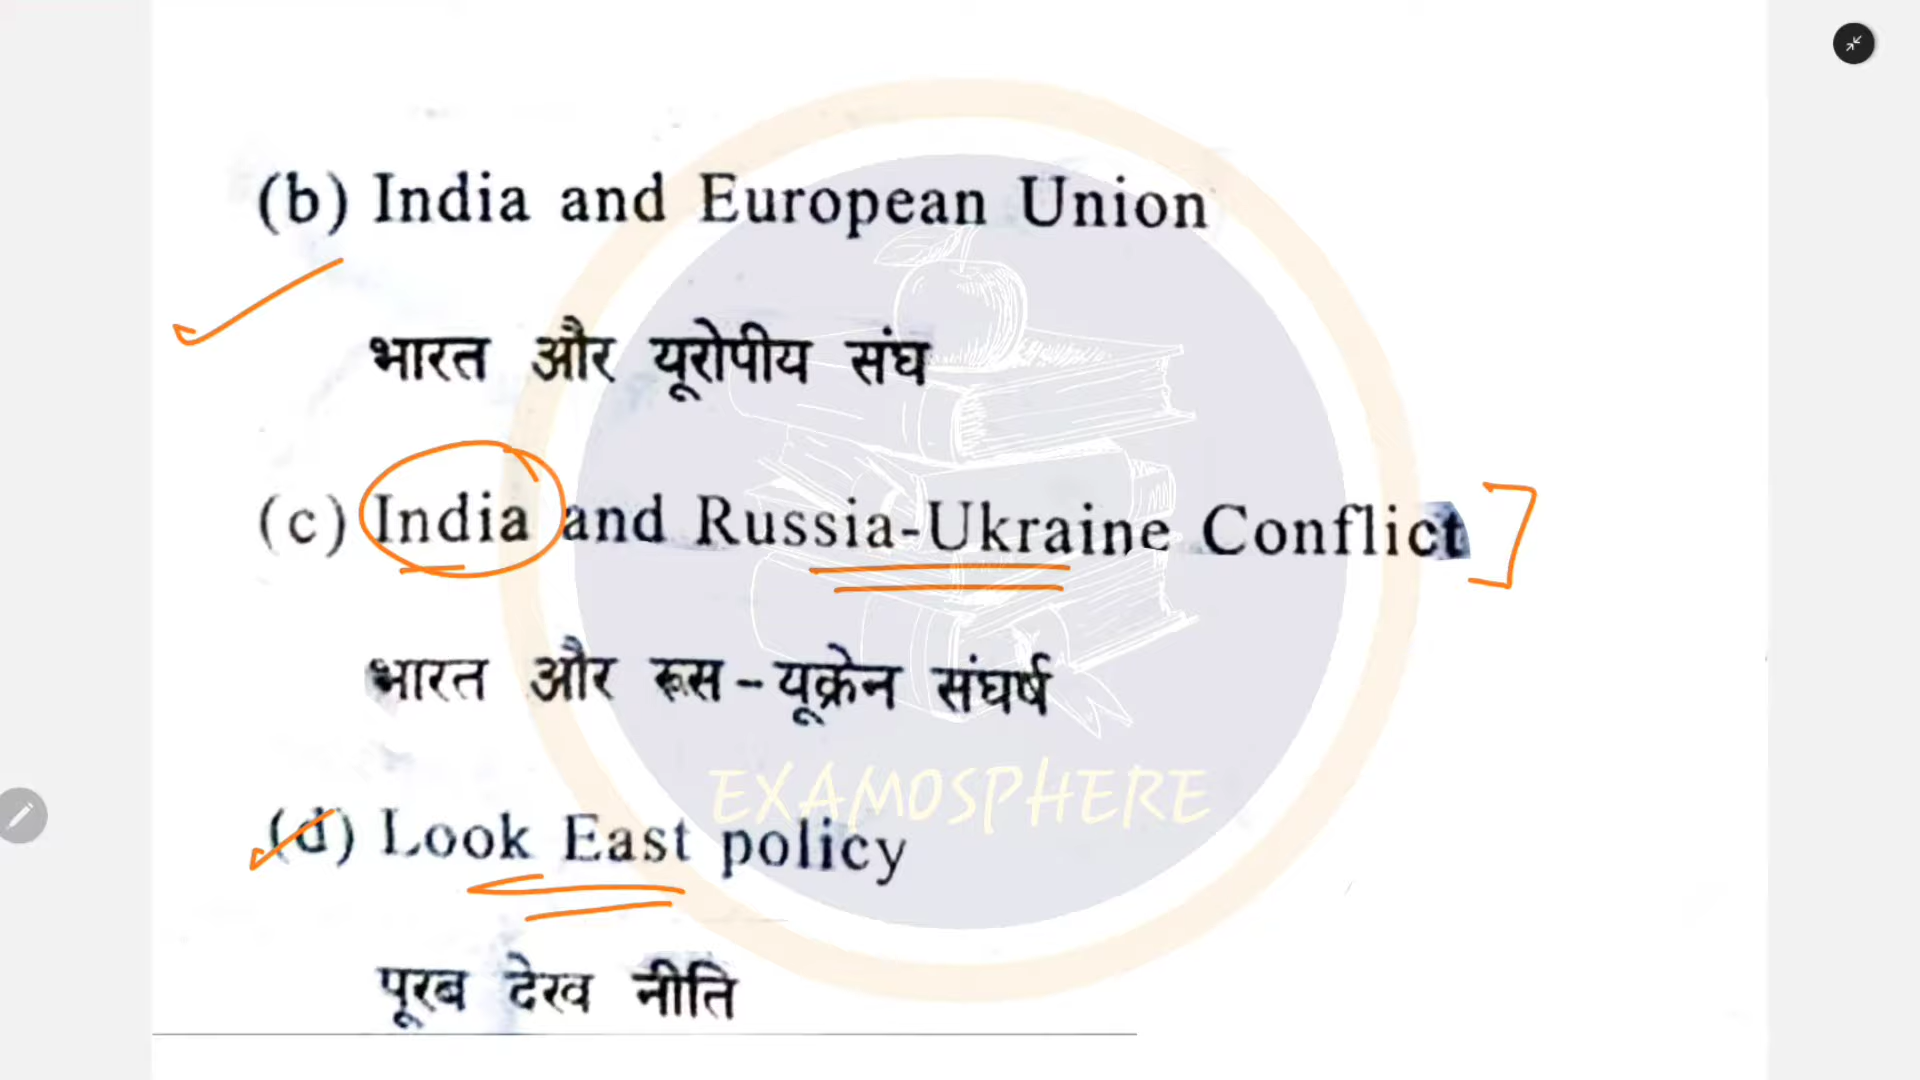 (b) India and European Union
भारत और यूरोपीय संघ
(c) India and Russia-Ukraine Conflict
भारत और रूस-यूक्रेन संघर्ष
EXAMOSPHERE
(d) Look East policy
पूरब देख नीति